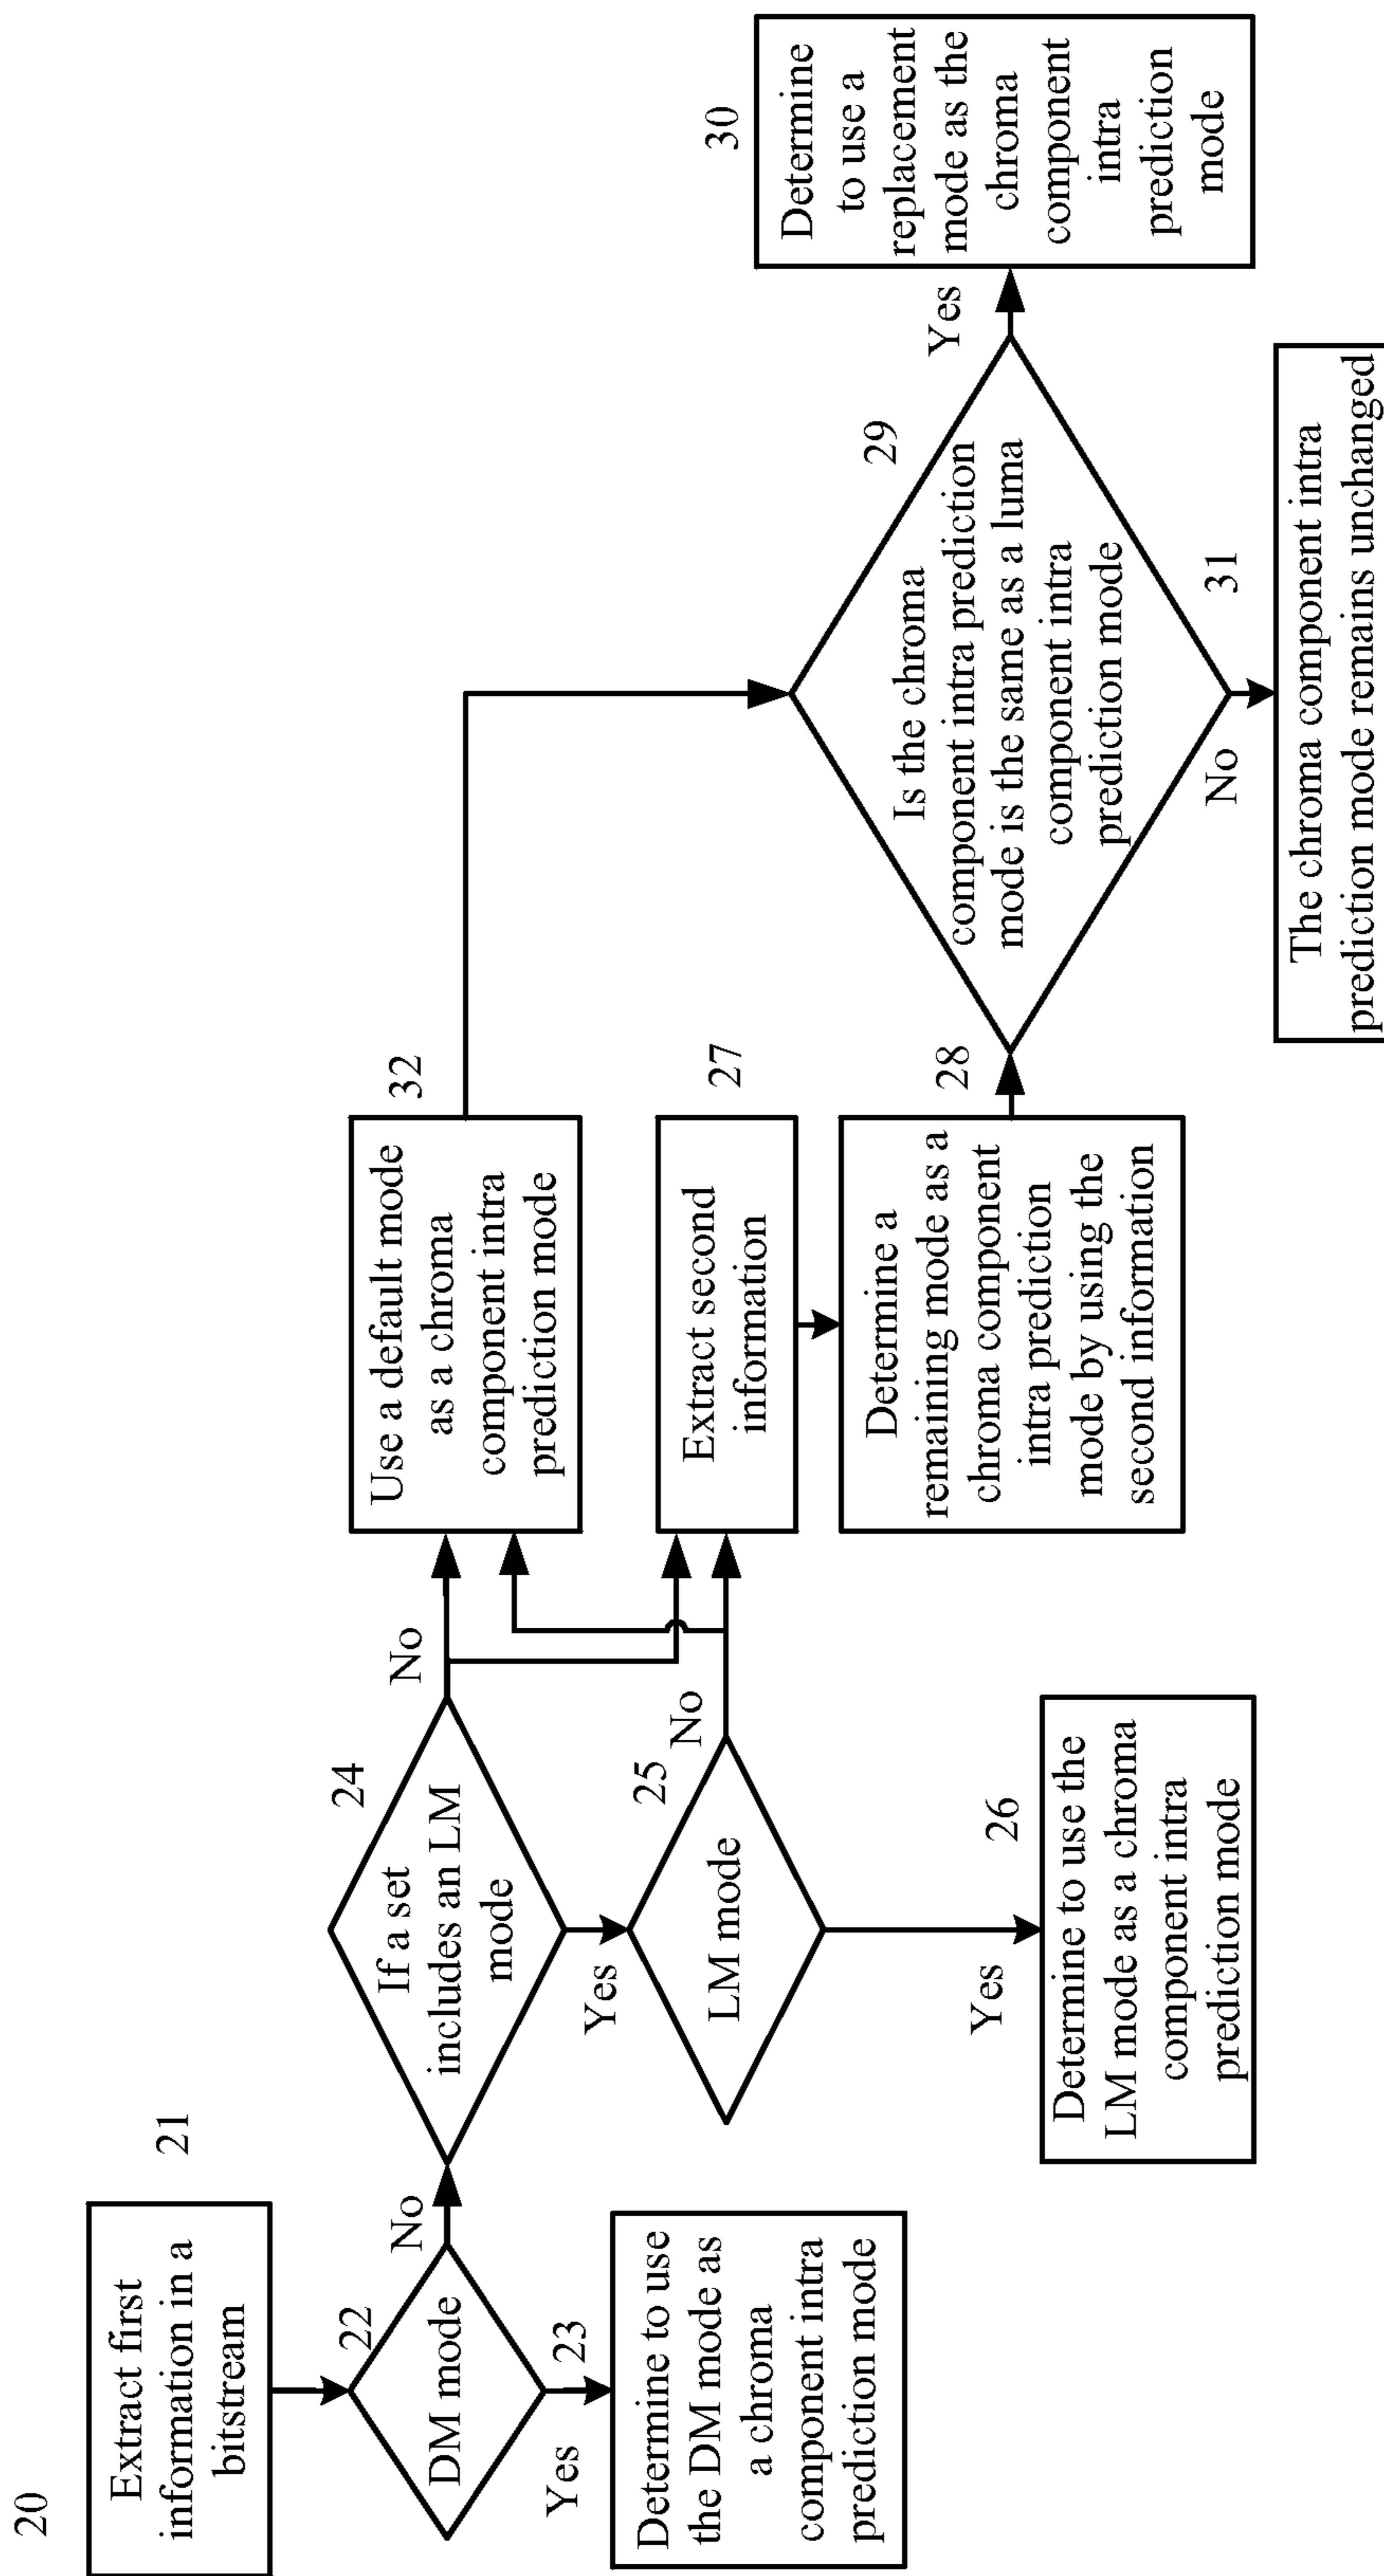 20
Extract first
information in a
bitstream
21
DM mode
22
No
Yes
23
Determine to use
the DM mode as
a chroma
component intra
prediction mode
If a set
includes an LM
mode
24
No
Yes
LM mode
25
No
Yes
26
Determine to use the
LM mode as a chroma
component intra
prediction mode
Use a default mode
as a chroma
component intra
prediction mode
32
Extract second
information
27
Determine a
remaining mode as a
chroma component
intra prediction
mode by using the
second information
28
Is the chroma
component intra prediction
mode is the same as a luma
component intra
prediction mode
29
Yes
No
30
Determine
to use a
replacement
mode as the
chroma
component
intra
prediction
mode
31
The chroma component intra
prediction mode remains unchanged